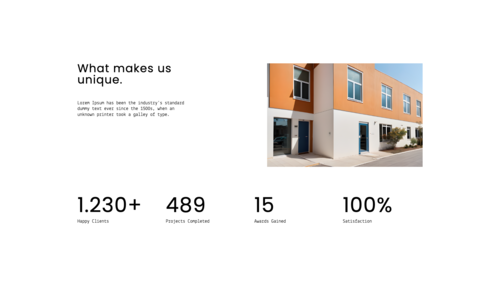 What makes us
unique.
Lorem Ipsum has been the industry's standard
dummy text ever since the 1500s, when an
unknown printer took a galley of type.
1.230+
Happy Clients
489
Projects Completed
15
Awards Gained
100%
Satisfaction